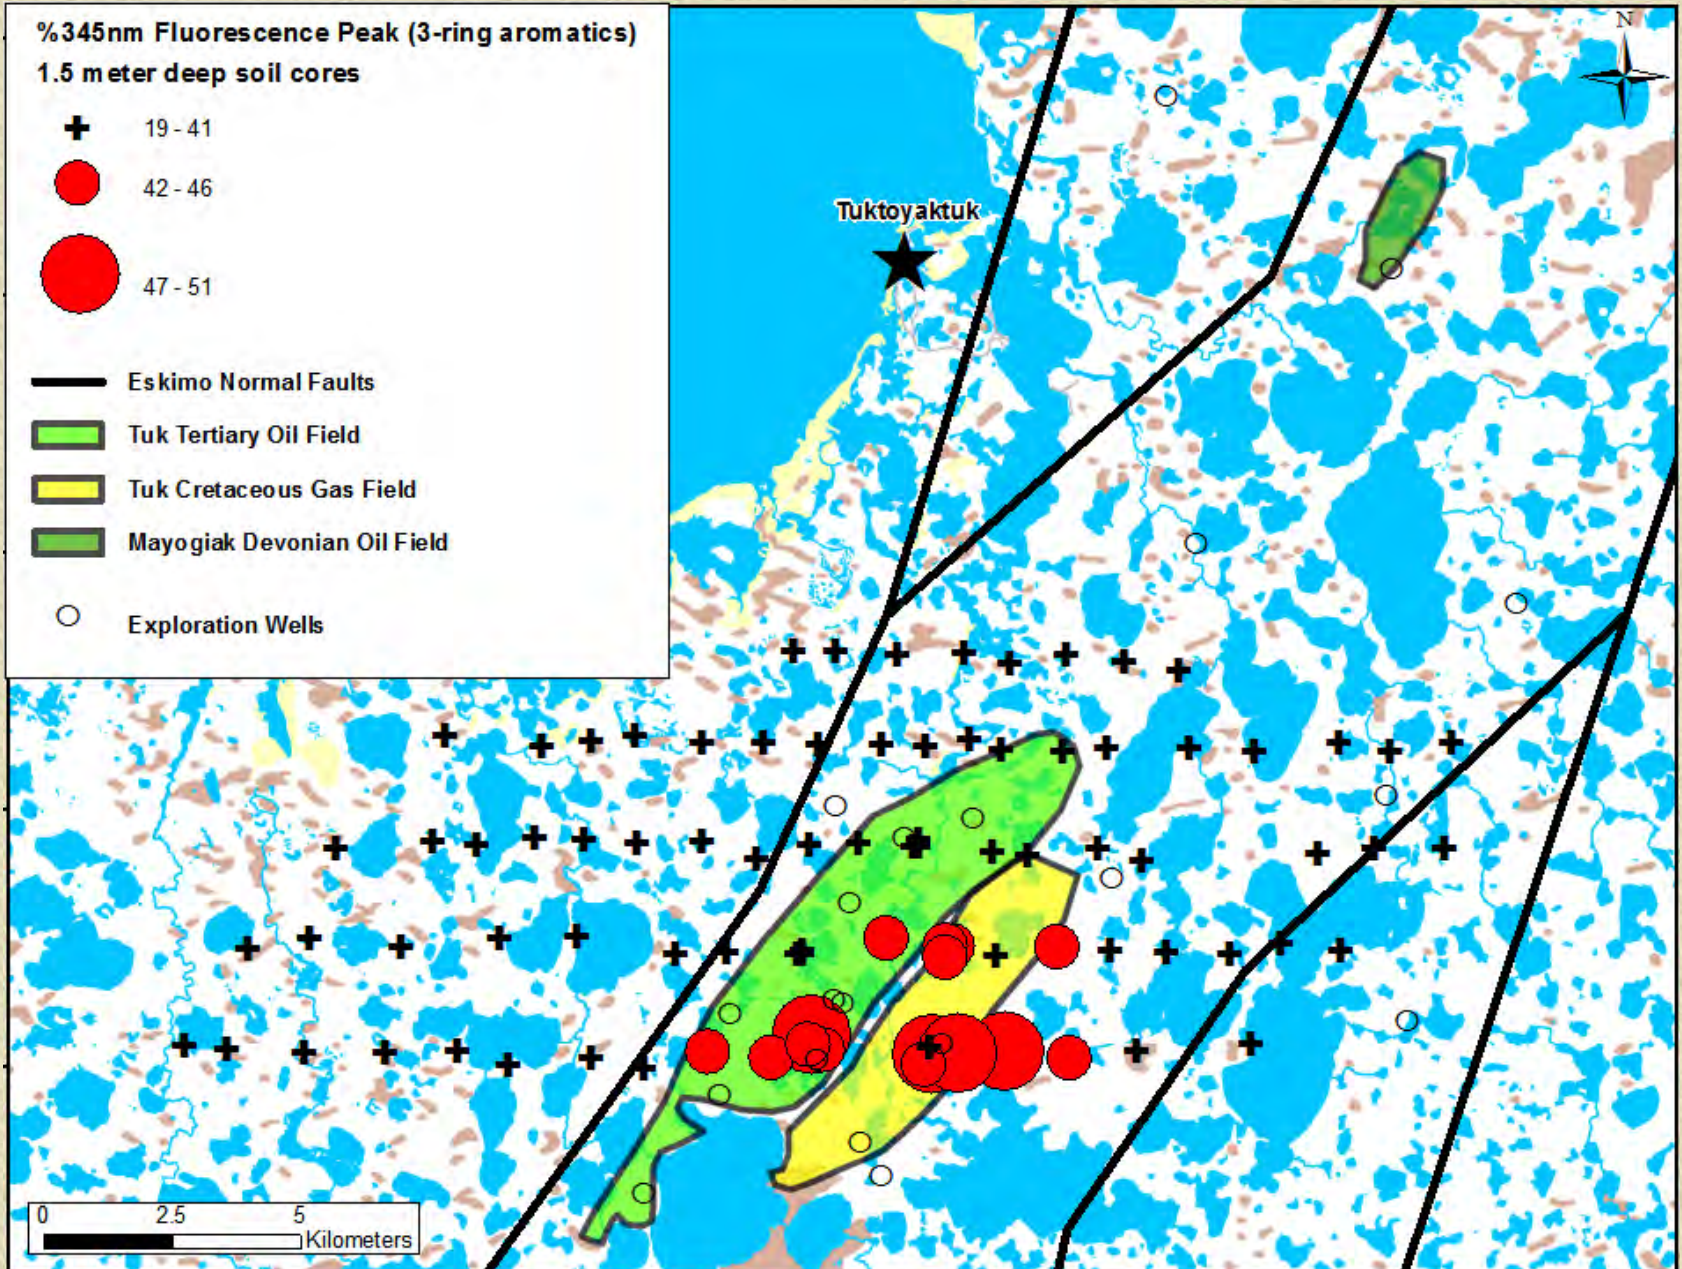 %345nm Fluorescence Peak (3-ring aromatics)
1.5 meter deep soil cores
19 - 41
42 - 46
47 - 51
Eskimo Normal Faults
Tuk Tertiary Oil Field
Tuk Cretaceous Gas Field
Mayogiak Devonian Oil Field
Exploration Wells
N
Tuktoyaktuk
0 2.5 5
Kilometers